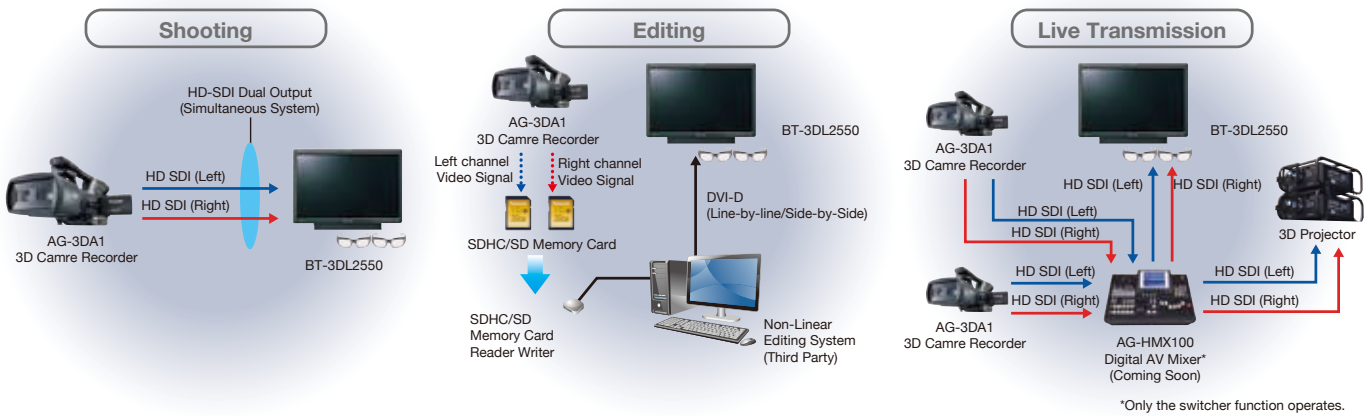 Shooting
HD-SDI Dual Output
(Simultaneous System)
HD SDI (Left)
HD SDI (Right)
AG-3DA1
3D Camre Recorder
BT-3DL2550
Editing
AG-3DA1
3D Camre Recorder
BT-3DL2550
Left channel
Video Signal
Right channel
Video Signal
DVI-D
(Line-by-line/Side-by-Side)
SDHC/SD Memory Card
SDHC/SD
Memory Card
Reader Writer
Non-Linear
Editing System
(Third Party)
Live Transmission
AG-3DA1
3D Camre Recorder
BT-3DL2550
HD SDI (Left)
HD SDI (Right)
HD SDI (Left)
HD SDI (Right)
3D Projector
HD SDI (Left)
HD SDI (Right)
HD SDI (Left)
HD SDI (Right)
AG-3DA1
3D Camre Recorder
AG-HMX100
Digital AV Mixer*
(Coming Soon)
*Only the switcher function operates.